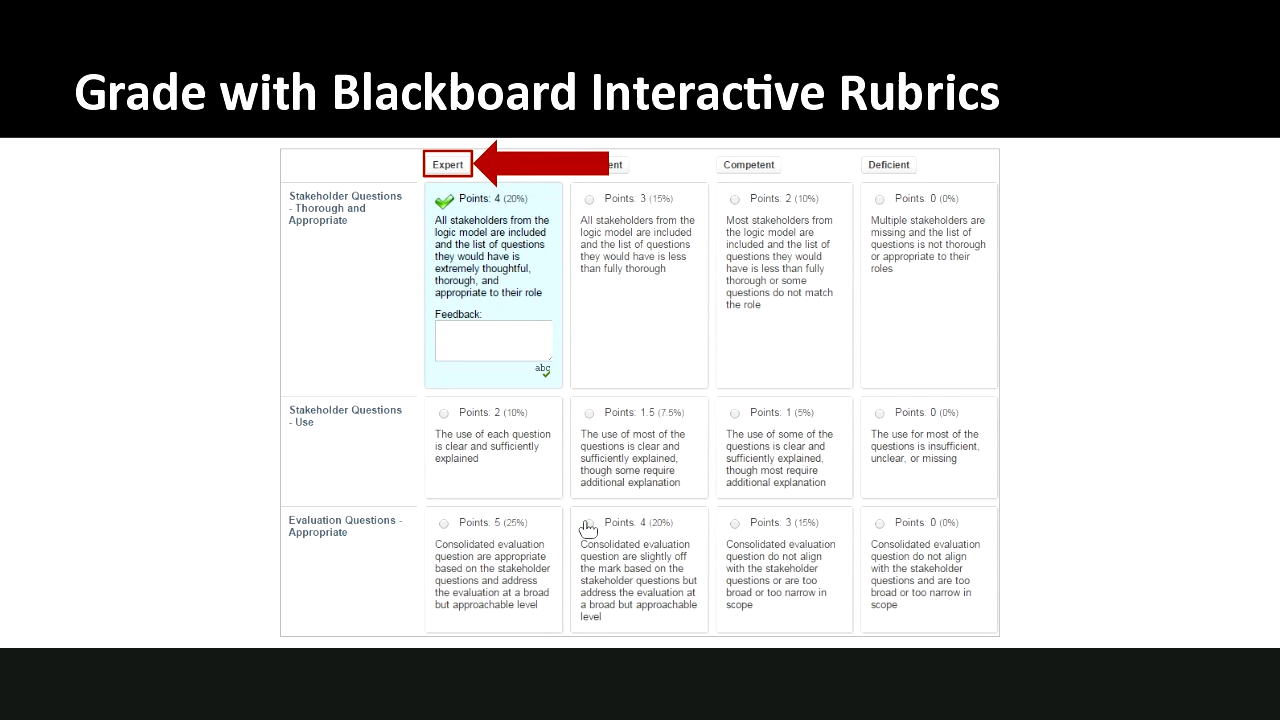 Grade with Blackboard Interactive Rubrics
Expert
Competent
Deficient
Stakeholder Questions
- Thorough and
Appropriate
Points: 4 (20%)
All stakeholders from the
logic model are included
and the list of questions
they would have is
extremely thoughtful,
thorough, and
appropriate to their role
Feedback:
abc
Points: 3 (15%)
All stakeholders from the
logic model are included
and the list of questions
they would have is less
than fully thorough
Points: 2 (10%)
Most stakeholders from
the logic model are
included and the list of
questions they would
have is less than fully
thorough or some
questions do not match
the role
Points: 0 (0%)
Multiple stakeholders are
missing and the list of
questions is not thorough
or appropriate to their
roles
Stakeholder Questions
- Use
Points: 2 (10%)
The use of each question
is clear and sufficiently
explained
Points: 1.5 (7.5%)
The use of most of the
questions is clear and
sufficiently explained,
though some require
additional explanation
Points: 1 (5%)
The use of some of the
questions is clear and
sufficiently explained,
though most require
additional explanation
Points: 0 (0%)
The use for most of the
questions is insufficient,
unclear, or missing
Evaluation Questions -
Appropriate
Points: 5 (25%)
Consolidated evaluation
question are appropriate
based on the stakeholder
questions and address
the evaluation at a broad
but approachable level
Points: 4 (20%)
Consolidated evaluation
question are slightly off
the mark based on the
stakeholder questions but
address the evaluation at
a broad but approachable
level
Points: 3 (15%)
Consolidated evaluation
question do not align
with the stakeholder
questions or are too
broad or too narrow in
scope
Points: 0 (0%)
Consolidated evaluation
question do not align
with the stakeholder
questions and are too
broad or too narrow in
scope